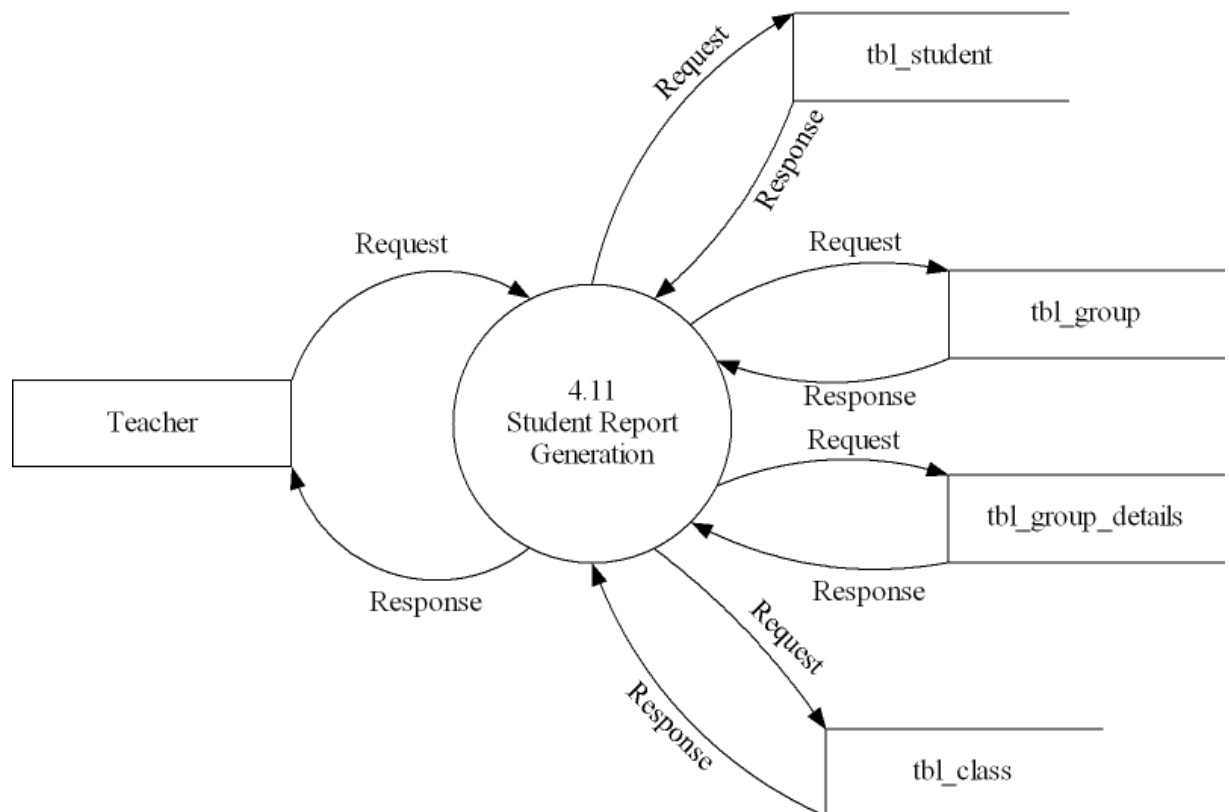 Request
tbl_student
Response
Request
Request
tbl_group
Response
Teacher
4.11
Student Report
Generation
Request
tbl_group_details
Response
Response
Request
Response
tbl_class